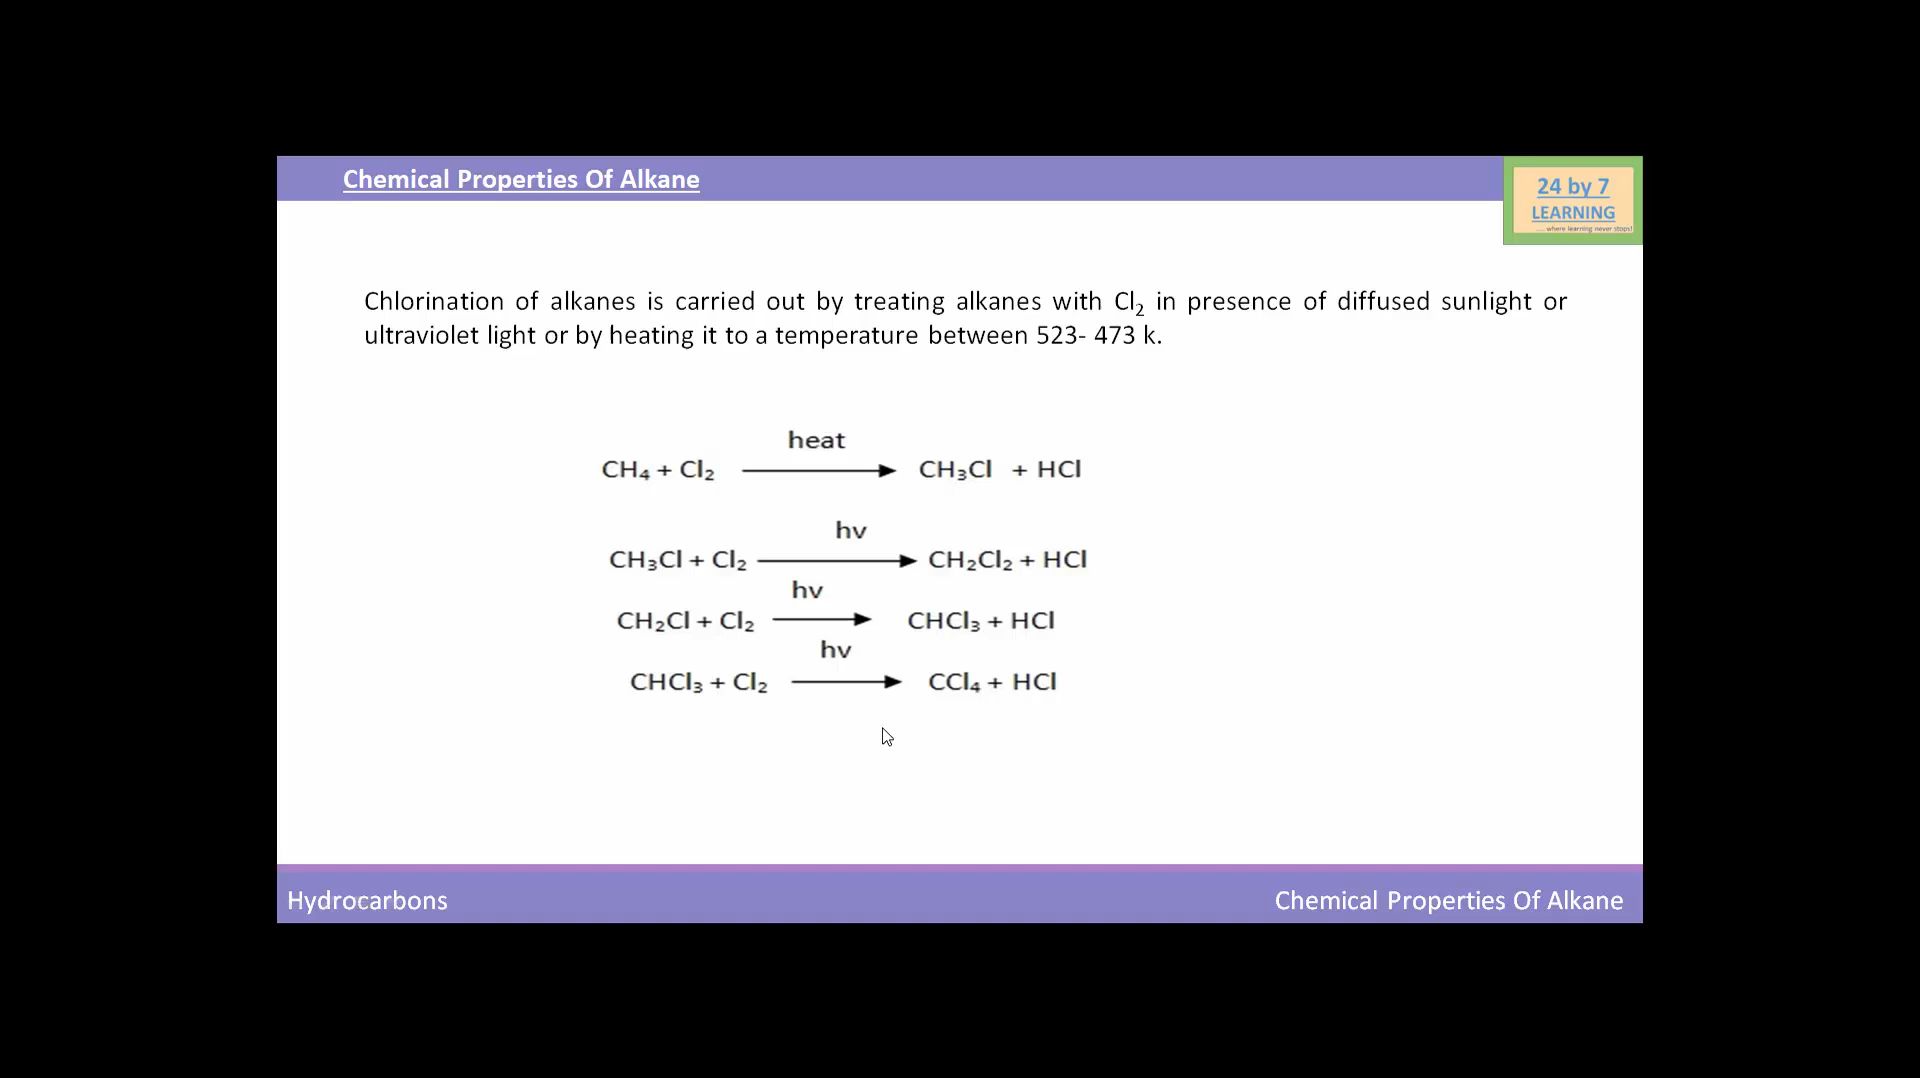 Chemical Properties Of Alkane
24 by 7
LEARNING
.... where learning never stops!
Chlorination of alkanes is carried out by treating alkanes with Cl₂ in presence of diffused sunlight or
ultraviolet light or by heating it to a temperature between 523- 473 k.
heat
CH₄ + Cl₂ ⟶ CH₃Cl + HCl
hv
CH₃Cl + Cl₂ ⟶ CH₂Cl₂ + HCl
hv
CH₂Cl + Cl₂ ⟶ CHCl₃ + HCl
hv
CHCl₃ + Cl₂ ⟶ CCl₄ + HCl
Hydrocarbons
Chemical Properties Of Alkane